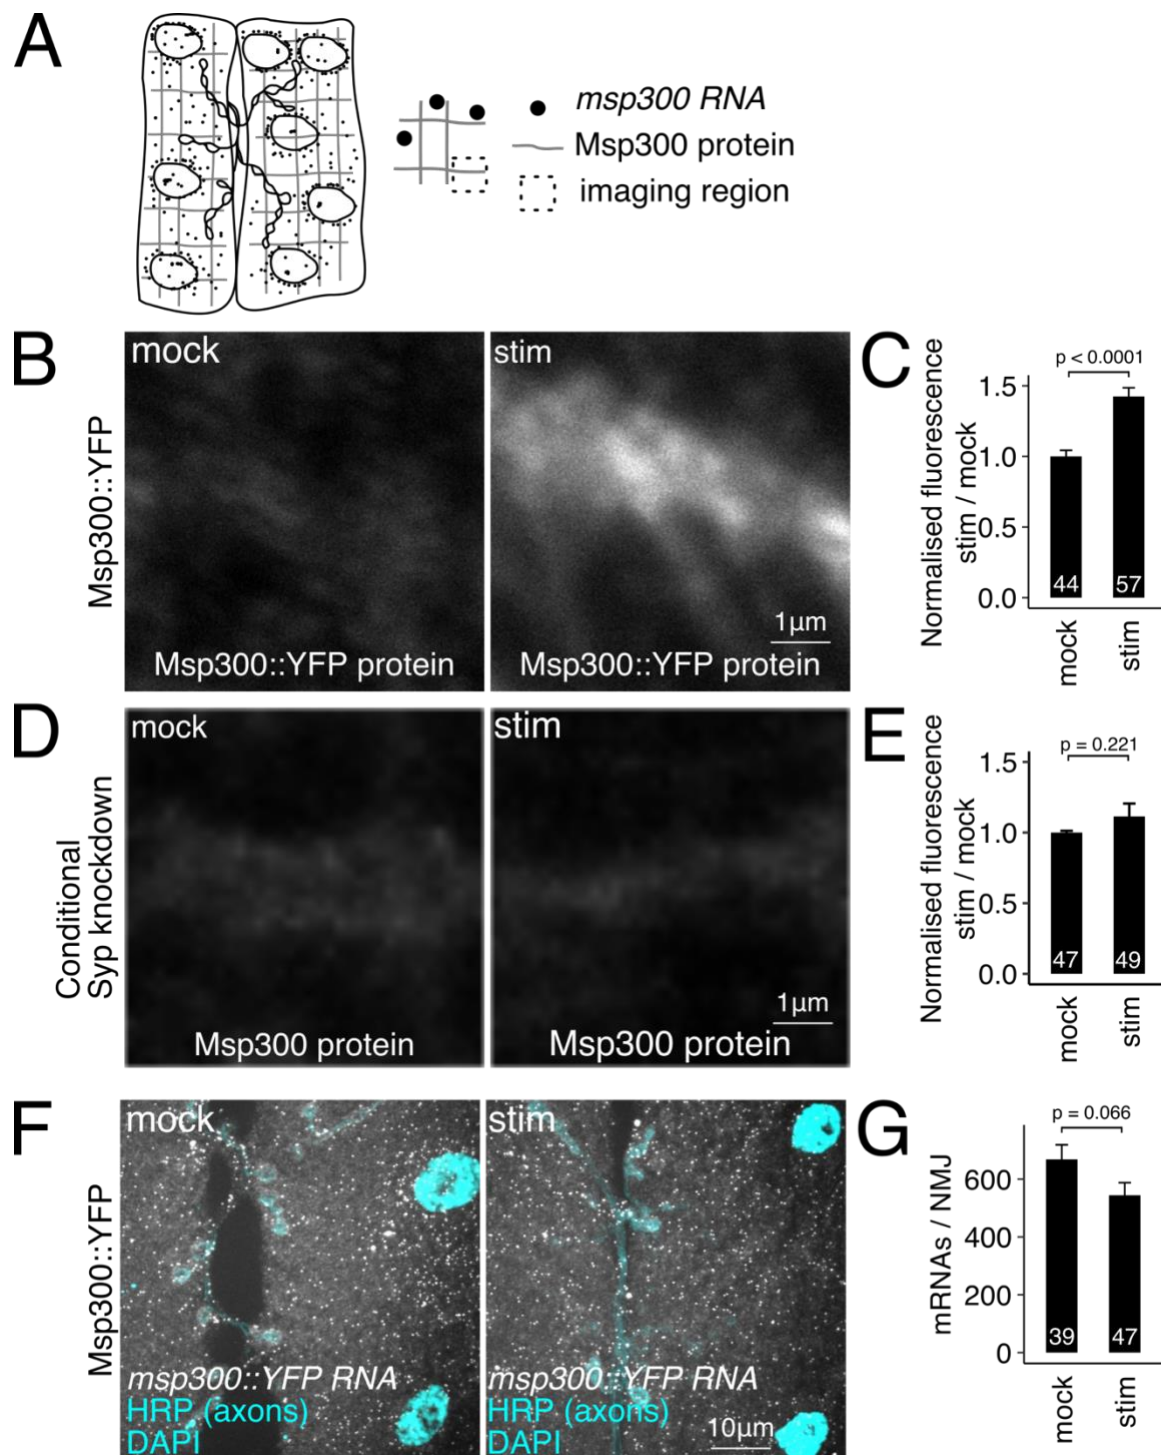 A
msp300 RNA
Msp300 protein
imaging region
B
Msp300::YFP
mock
Msp300::YFP protein
stim
1µm
Msp300::YFP protein
C
Normalised fluorescence
stim / mock
p < 0.0001
1.5
1.0
0.5
0.0
44
57
mock
stim
D
Conditional
Syp knockdown
mock
Msp300 protein
stim
1µm
Msp300 protein
E
Normalised fluorescence
stim / mock
p = 0.221
1.5
1.0
0.5
0.0
47
49
mock
stim
F
Msp300::YFP
mock
msp300::YFP RNA
HRP (axons)
DAPI
stim
msp300::YFP RNA
HRP (axons)
DAPI
10µm
G
mRNAs / NMJ
p = 0.066
600
400
200
0
39
47
mock
stim